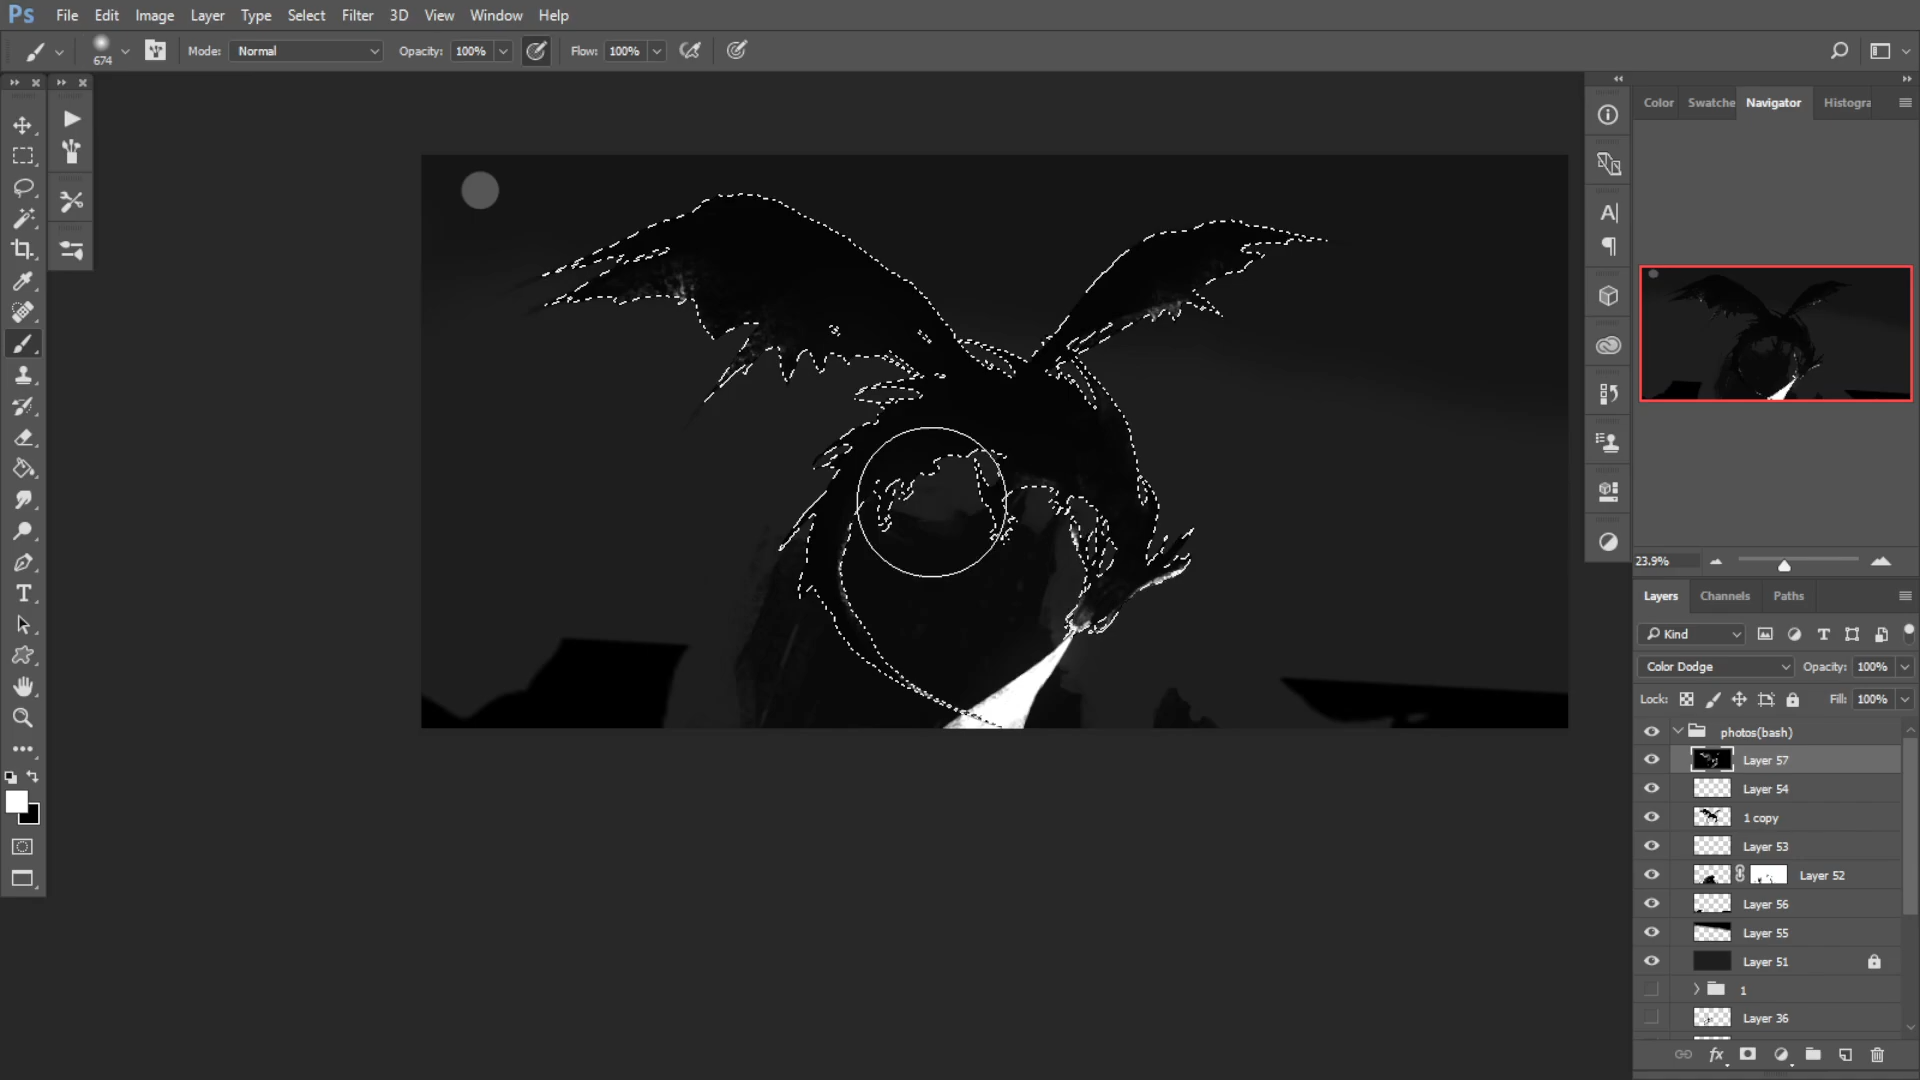 Ps File Edit Image Layer Type Select Filter 3D View Window Help
674 Mode: Normal Opacity: 100% Flow: 100%
Color Swatche Navigator Histogra
23.9%
Layers Channels Paths
Kind
Color Dodge Opacity: 100%
Lock: Fill: 100%
photos(bash)
Layer 57
Layer 54
1 copy
Layer 53
Layer 52
Layer 56
Layer 55
Layer 51
1
Layer 36
fx